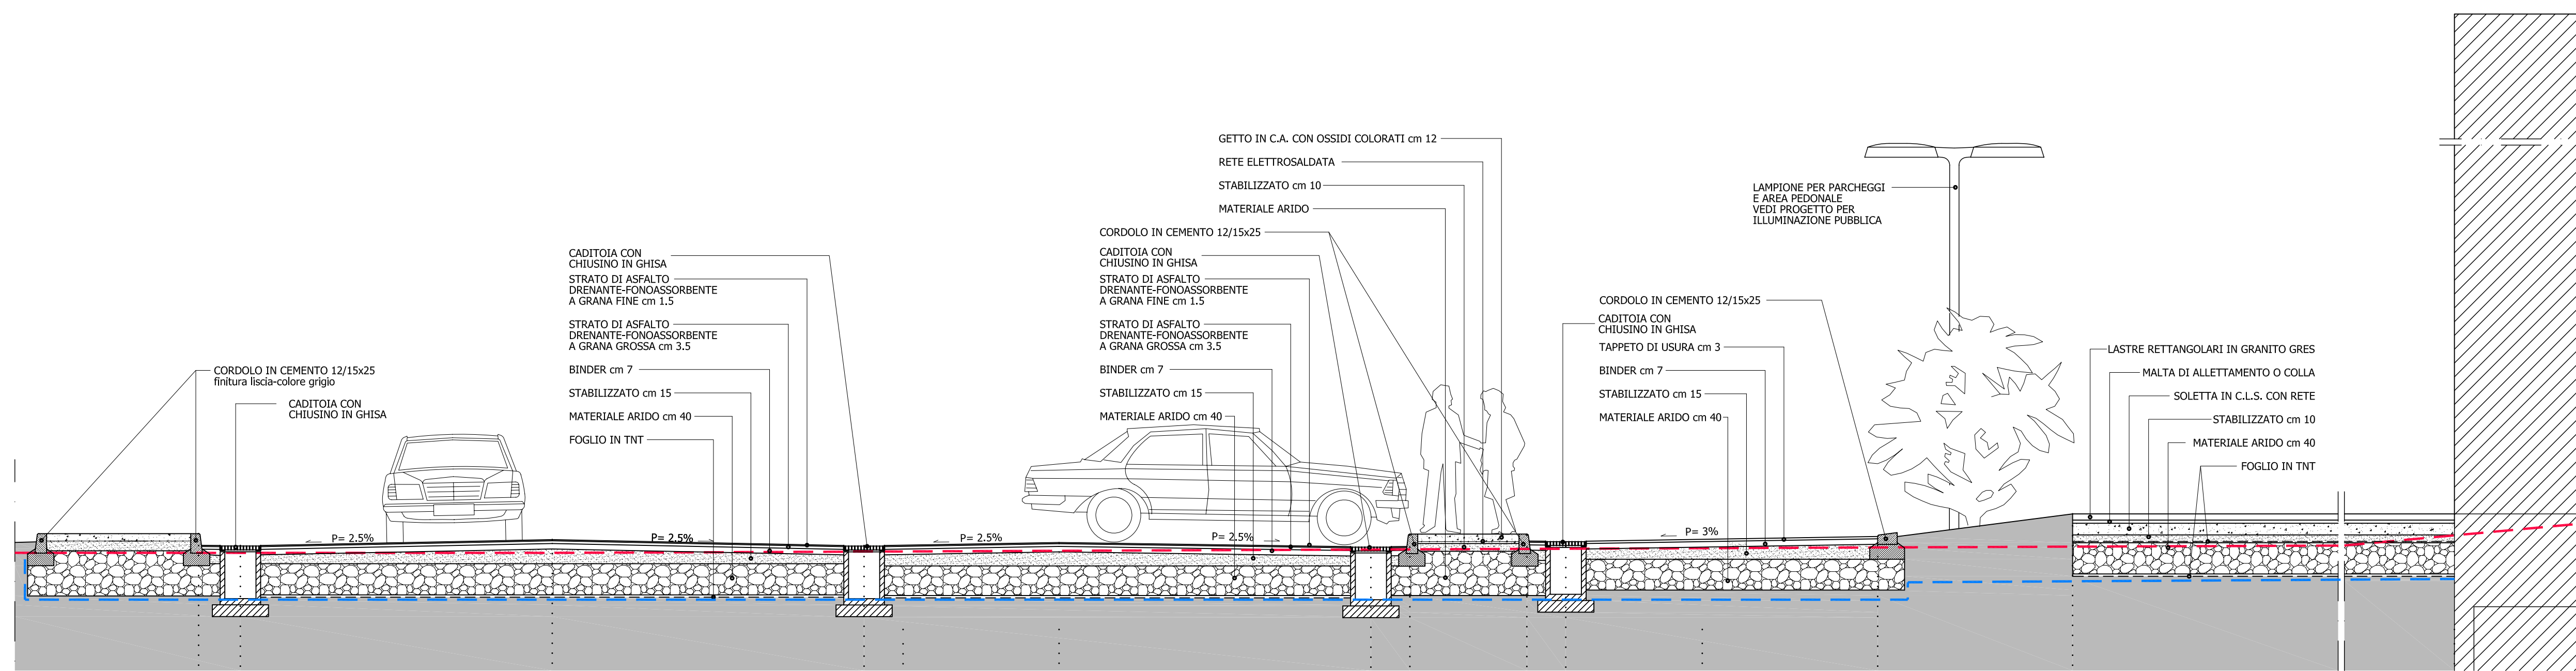 CORDOLO IN CEMENTO 12/15x25
finitura liscia-colore grigio
CADITOIA CON
CHIUSINO IN GHISA
P= 2.5%
CADITOIA CON
CHIUSINO IN GHISA
STRATO DI ASFALTO
DRENANTE-FONOASSORBENTE
A GRANA FINE cm 1.5
STRATO DI ASFALTO
DRENANTE-FONOASSORBENTE
A GRANA GROSSA cm 3.5
BINDER cm 7
STABILIZZATO cm 15
MATERIALE ARIDO cm 40
FOGLIO IN TNT
P= 2.5%
P= 2.5%
GETTO IN C.A. CON OSSIDI COLORATI cm 12
RETE ELETTROSALDATA
STABILIZZATO cm 10
MATERIALE ARIDO
CORDOLO IN CEMENTO 12/15x25
CADITOIA CON
CHIUSINO IN GHISA
STRATO DI ASFALTO
DRENANTE-FONOASSORBENTE
A GRANA FINE cm 1.5
STRATO DI ASFALTO
DRENANTE-FONOASSORBENTE
A GRANA GROSSA cm 3.5
BINDER cm 7
STABILIZZATO cm 15
MATERIALE ARIDO cm 40
P= 2.5%
CORDOLO IN CEMENTO 12/15x25
CADITOIA CON
CHIUSINO IN GHISA
TAPPETO DI USURA cm 3
BINDER cm 7
STABILIZZATO cm 15
MATERIALE ARIDO cm 40
P= 3%
LAMPIONE PER PARCHEGGI
E AREA PEDONALE
VEDI PROGETTO PER
ILLUMINAZIONE PUBBLICA
LASTRE RETTANGOLARI IN GRANITO GRES
MALTA DI ALLETTAMENTO O COLLA
SOLETTA IN C.L.S. CON RETE
STABILIZZATO cm 10
MATERIALE ARIDO cm 40
FOGLIO IN TNT